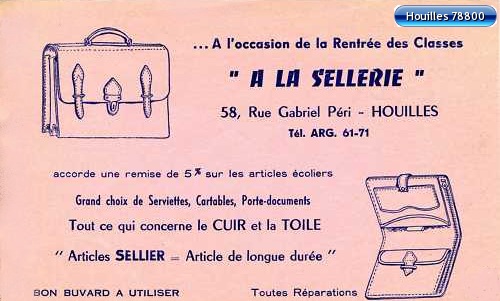 Houilles 78800
...A l'occasion de la Rentrée des Classes
" A LA SELLERIE "
58, Rue Gabriel Péri - HOUILLES
Tél. ARG. 61-71
accorde une remise de 5% sur les articles écoliers
Grand choix de Serviettes, Cartables, Porte-documents
Tout ce qui concerne le CUIR et la TOILE
" Articles SELLIER = Article de longue durée "
BON BUVARD A UTILISER Toutes Réparations